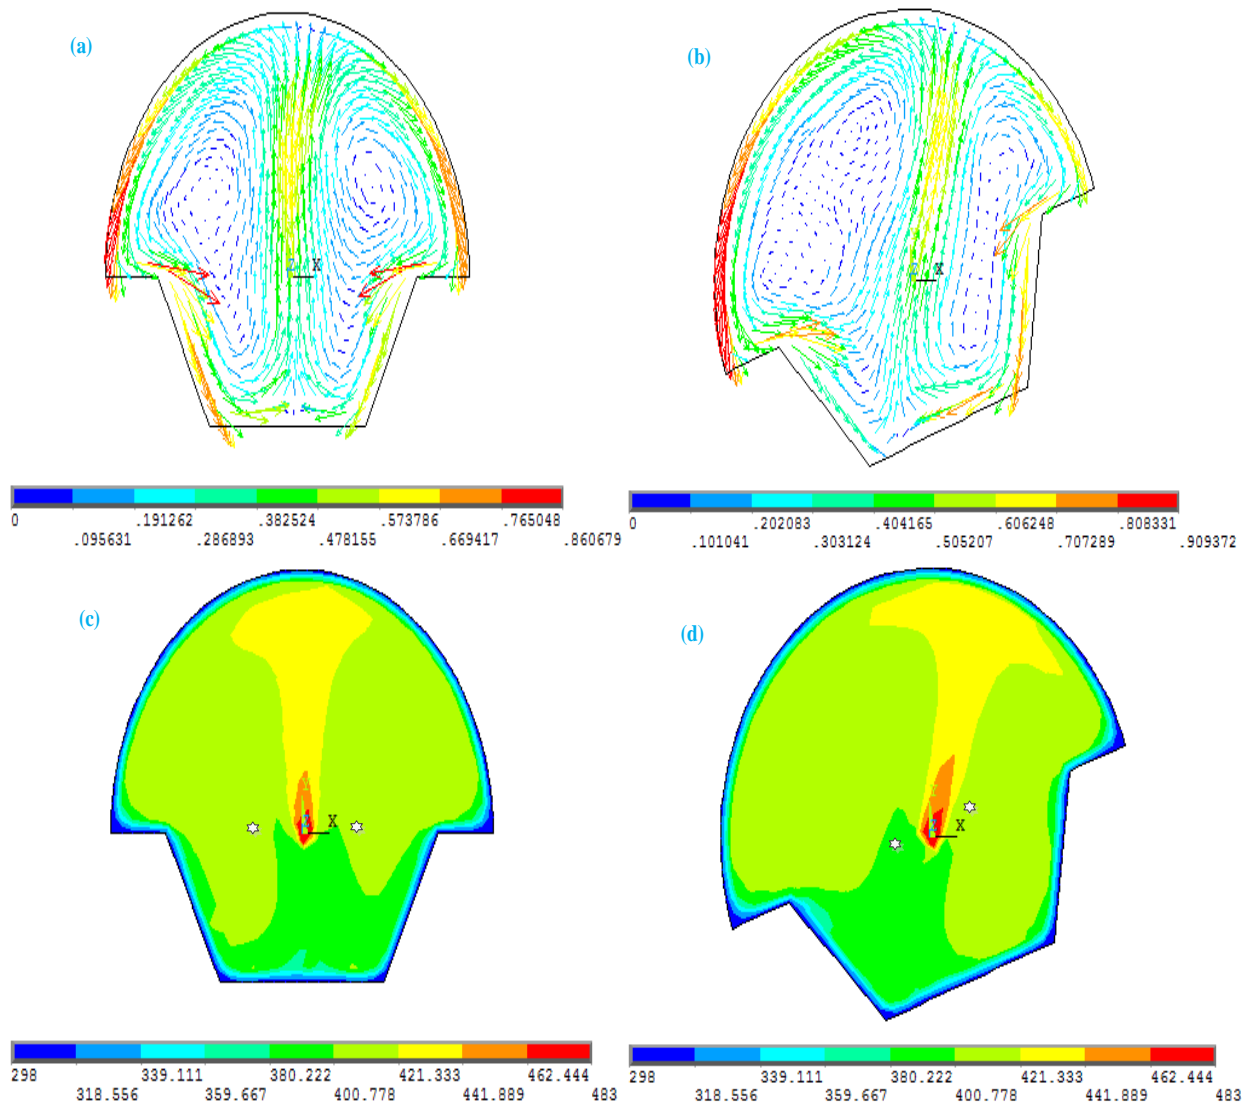 (a)
(b)
Z X
Z X
0 .191262 .382524 .573786 .765048
.095631 .286893 .478155 .669417 .860679
0 .202083 .404165 .606248 .808331
.101041 .303124 .505207 .707289 .909372
(c)
(d)
X
Z X
298 339.111 380.222 421.333 462.444
318.556 359.667 400.778 441.889 483
298 339.111 380.222 421.333 462.444
318.556 359.667 400.778 441.889 483